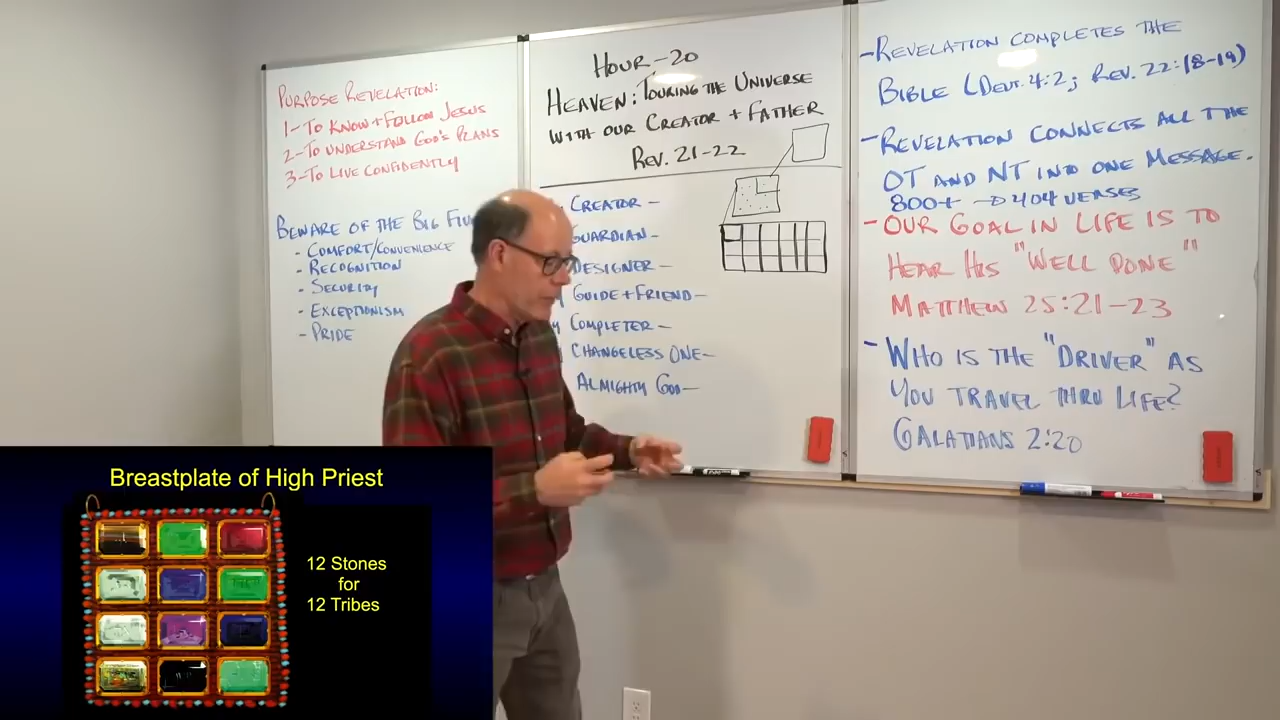 PURPOSE REVELATION:
1-TO KNOW + FOLLOW JESUS
2-TO UNDERSTAND GOD'S PLANS
3-TO LIVE CONFIDENTLY
BEWARE OF THE BIG
- COMFORT/CONVENIENCE
- RECOGNITION
- SECURITY
- EXCEPTIONISM
- PRIDE
HOUR-20
HEAVEN: TOURING THE UNIVERSE
WITH OUR CREATOR + FATHER
REV. 21-22
CREATOR -
GUARDIAN-
DESIGNER -
GUIDE+FRIEND-
COMPLETER -
CHANGELESS ONE-
ALMIGHTY GOD-
-REVELATION COMPLETES THE
BIBLE (DEUT. 4:2; REV. 22:18-19)
-REVELATION CONNECTS ALL THE
OT AND NT INTO ONE MESSAGE.
800+ → 404 VERSES
- OUR GOAL IN LIFE IS TO
HEAR HIS "WELL DONE"
MATTHEW 25:21-23
- WHO IS THE "DRIVER" AS
YOU TRAVEL THRU LIFE?
GALATIANS 2:20
Breastplate of High Priest
12 Stones
for
12 Tribes